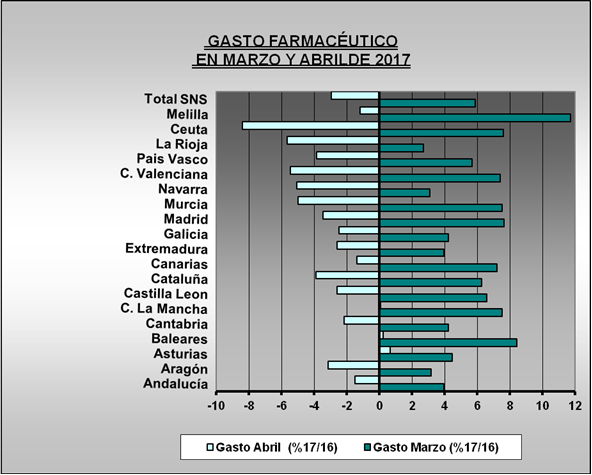 GASTO FARMACÉUTICO
EN MARZO Y ABRILDE 2017
Total SNS
Melilla
Ceuta
La Rioja
Pais Vasco
C. Valenciana
Navarra
Murcia
Madrid
Galicia
Extremadura
Canarias
Cataluña
Castilla Leon
C. La Mancha
Cantabria
Baleares
Asturias
Aragón
Andalucía
-10 -8 -6 -4 -2 0 2 4 6 8 10 12
Gasto Abril (%17/16) Gasto Marzo (%17/16)